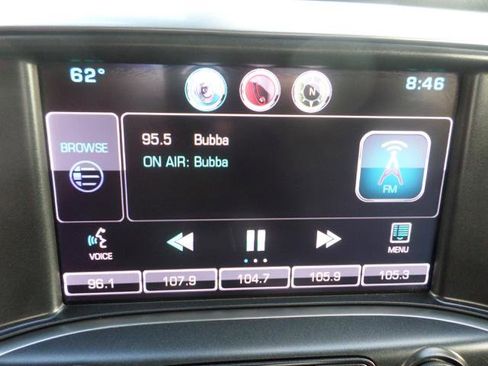 62° 8:46
N
BROWSE
95.5 Bubba
ON AIR: Bubba
FM
VOICE MENU
96.1 107.9 104.7 105.9 105.3